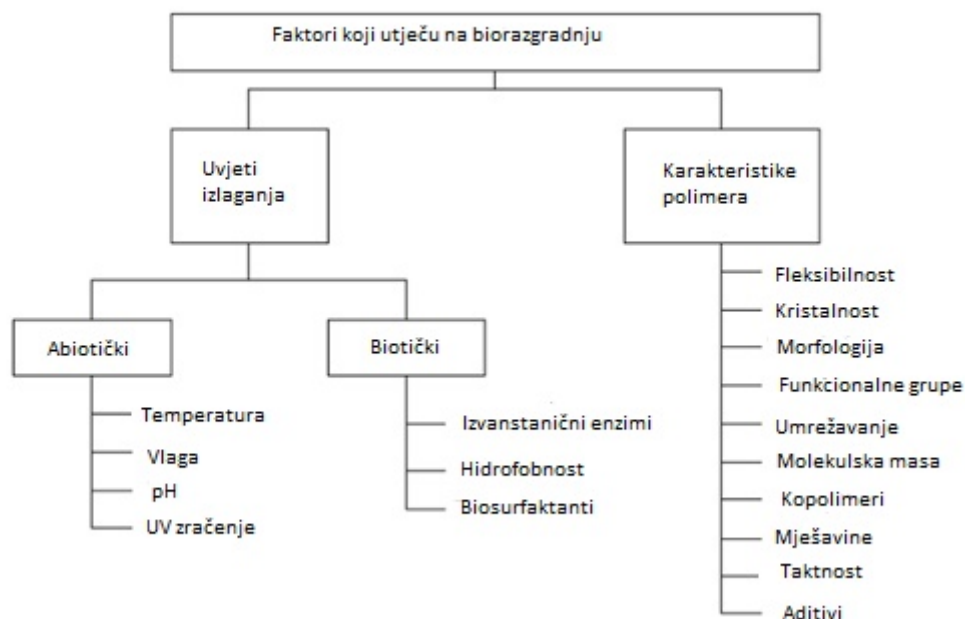 Faktori koji utječu na biorazgradnju
Uvjeti
izlaganja
Karakteristike
polimera
Abiotički
Biotički
Temperatura
Vlaga
pH
UV zračenje
Izvanstanični enzimi
Hidrofobnost
Biosurfaktanti
Fleksibilnost
Kristalnost
Morfologija
Funkcionalne grupe
Umrežavanje
Molekulska masa
Kopolimeri
Mješavine
Taktnost
Aditivi